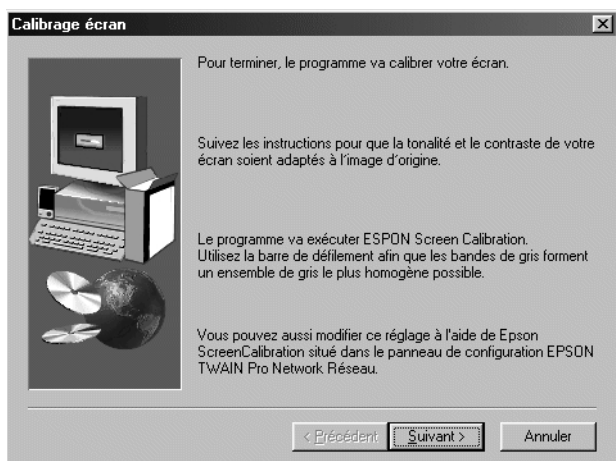 Calibrage écran
Pour terminer, le programme va calibrer votre écran.
Suivez les instructions pour que la tonalité et le contraste de votre
écran soient adaptés à l'image d'origine.
Le programme va exécuter ESPON Screen Calibration.
Utilisez la barre de défilement afin que les bandes de gris forment
un ensemble de gris le plus homogène possible.
Vous pouvez aussi modifier ce réglage à l'aide de Epson
ScreenCalibration situé dans le panneau de configuration EPSON
TWAIN Pro Network Réseau.
< Précédent Suivant > Annuler